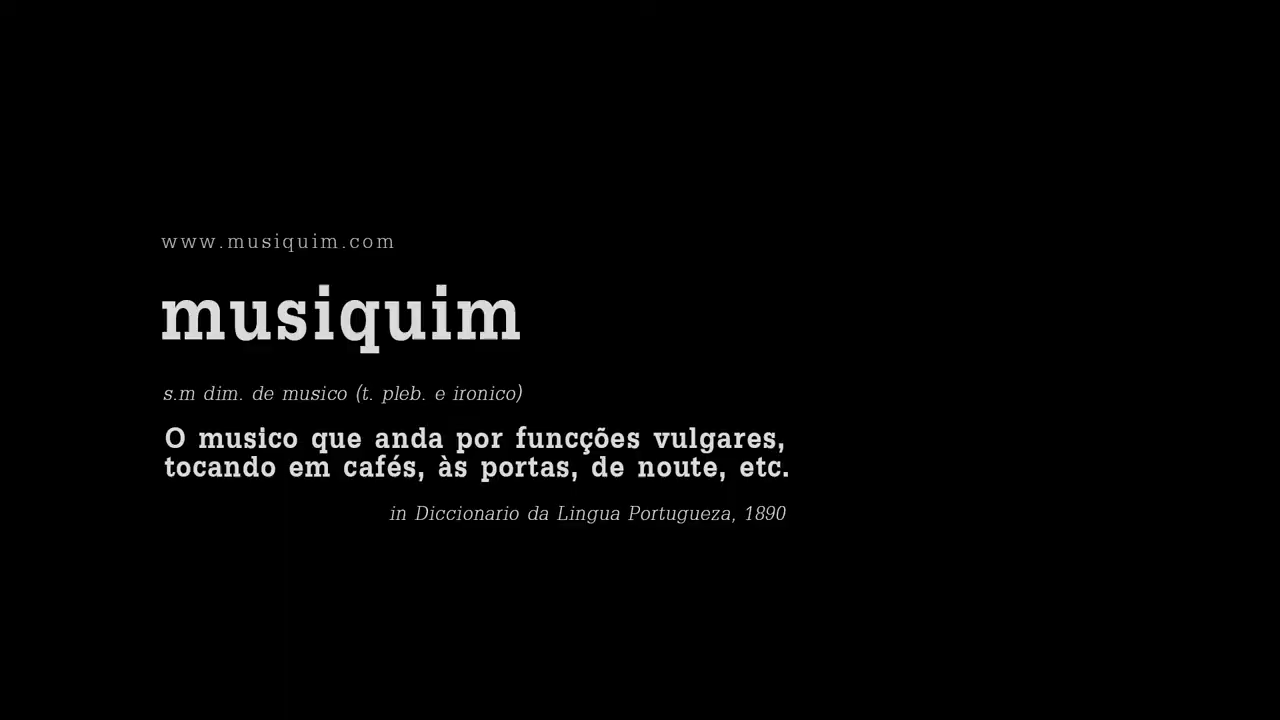 www.musiquim.com
musiquim
s.m dim. de musico (t. pleb. e ironico)
O musico que anda por funcções vulgares,
tocando em cafés, às portas, de noute, etc.
in Diccionario da Lingua Portugueza, 1890